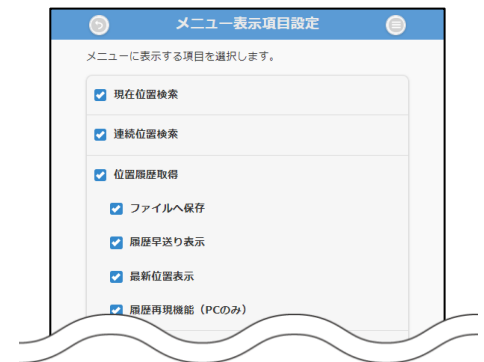 メニュー表示項目設定
メニューに表示する項目を選択します。
現在位置検索
連続位置検索
位置履歴取得
ファイルへ保存
履歴早送り表示
最新位置表示
履歴再現機能（PCのみ）